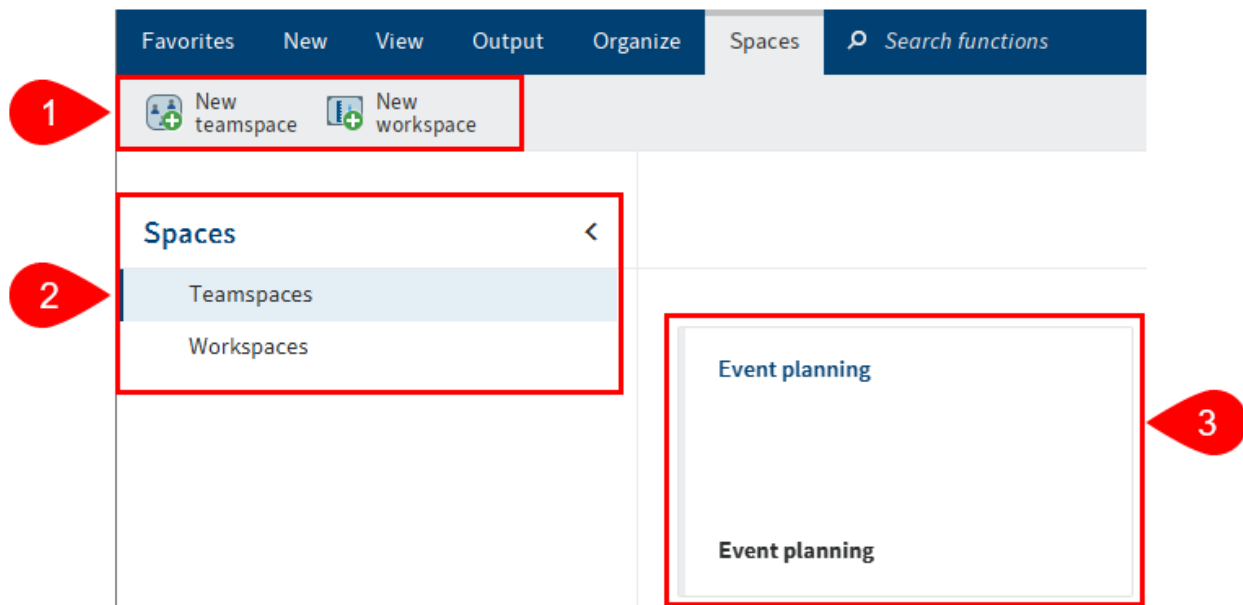 Favorites New View Output Organize Spaces Search functions
1
New teamspace
New workspace
Spaces
2
Teamspaces
Workspaces
Event planning
3
Event planning